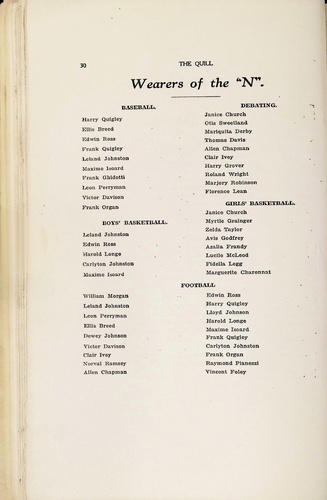 30
THE QUILL
Wearers of the "N".
BASEBALL.
Harry Quigley
Ellis Breed
Edwin Ross
Frank Quigley
Leland Johnston
Maxime Isoard
Frank Ghidotti
Leon Perryman
Victor Davison
Frank Organ
DEBATING.
Janice Church
Otis Sweetland
Mariquita Derby
Thomas Davis
Allen Chapman
Clair Ivey
Harry Grover
Roland Wright
Marjory Robinson
Florence Lean
BOYS' BASKETBALL.
Leland Johnston
Edwin Ross
Harold Longe
Carlyton Johnston
Maxime Isoard
GIRLS' BASKETBALL.
Janice Church
Myrtle Grainger
Zelda Taylor
Avis Godfrey
Azalia Frandy
Lucile McLeod
Fidella Legg
Marguerite Charonnat
FOOTBALL
William Morgan
Leland Johnston
Leon Perryman
Ellis Breed
Dewey Johnson
Victor Davison
Clair Ivey
Norval Ramsey
Allen Chapman
Edwin Ross
Harry Quigley
Lloyd Johnson
Harold Longe
Maxime Isoard
Frank Quigley
Carlyton Johnston
Frank Organ
Raymond Pianezzi
Vincent Foley